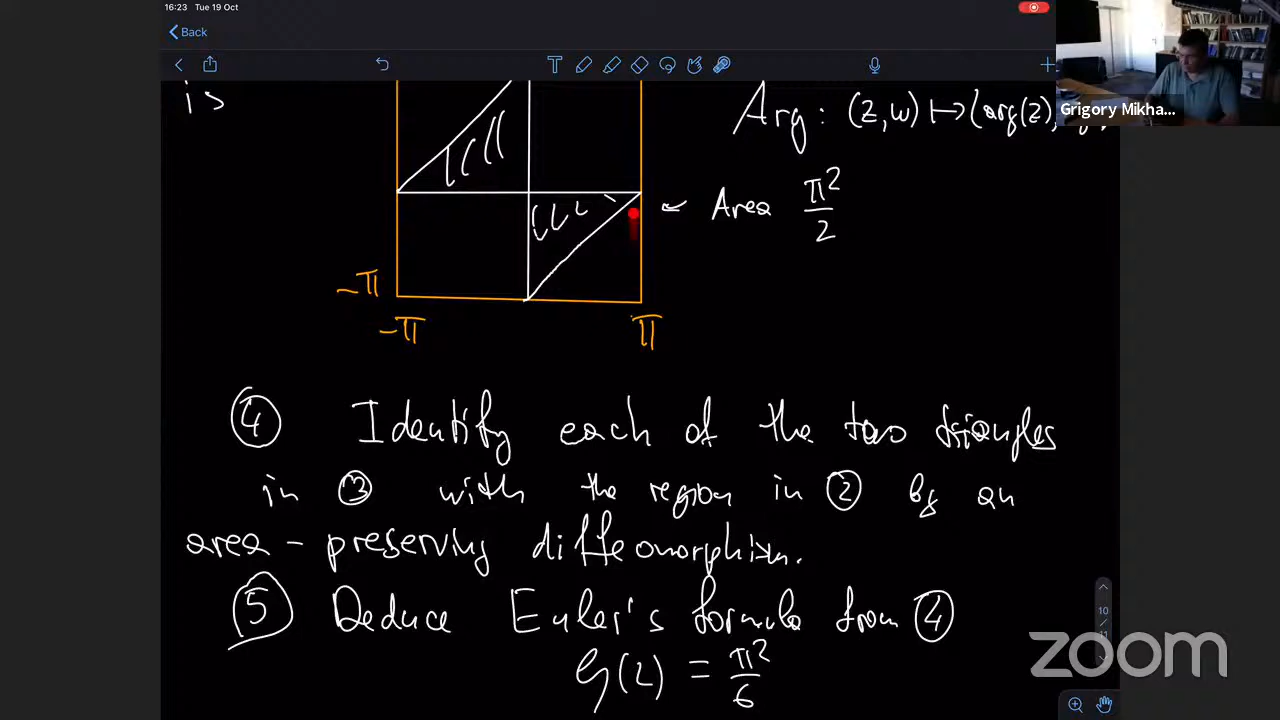 16:23 Tue 19 Oct
Back
is
Arg : (z,w) ↦ (arg(z),
Grigory Mikha...
← Area π²/2
-π
-π π
④ Identify each of the two triangles
in ③ with the region in ② by an
area - preserving diffeomorphism.
⑤ Deduce Euler's formula from ④
ζ(2) = π²/6
10
zoom